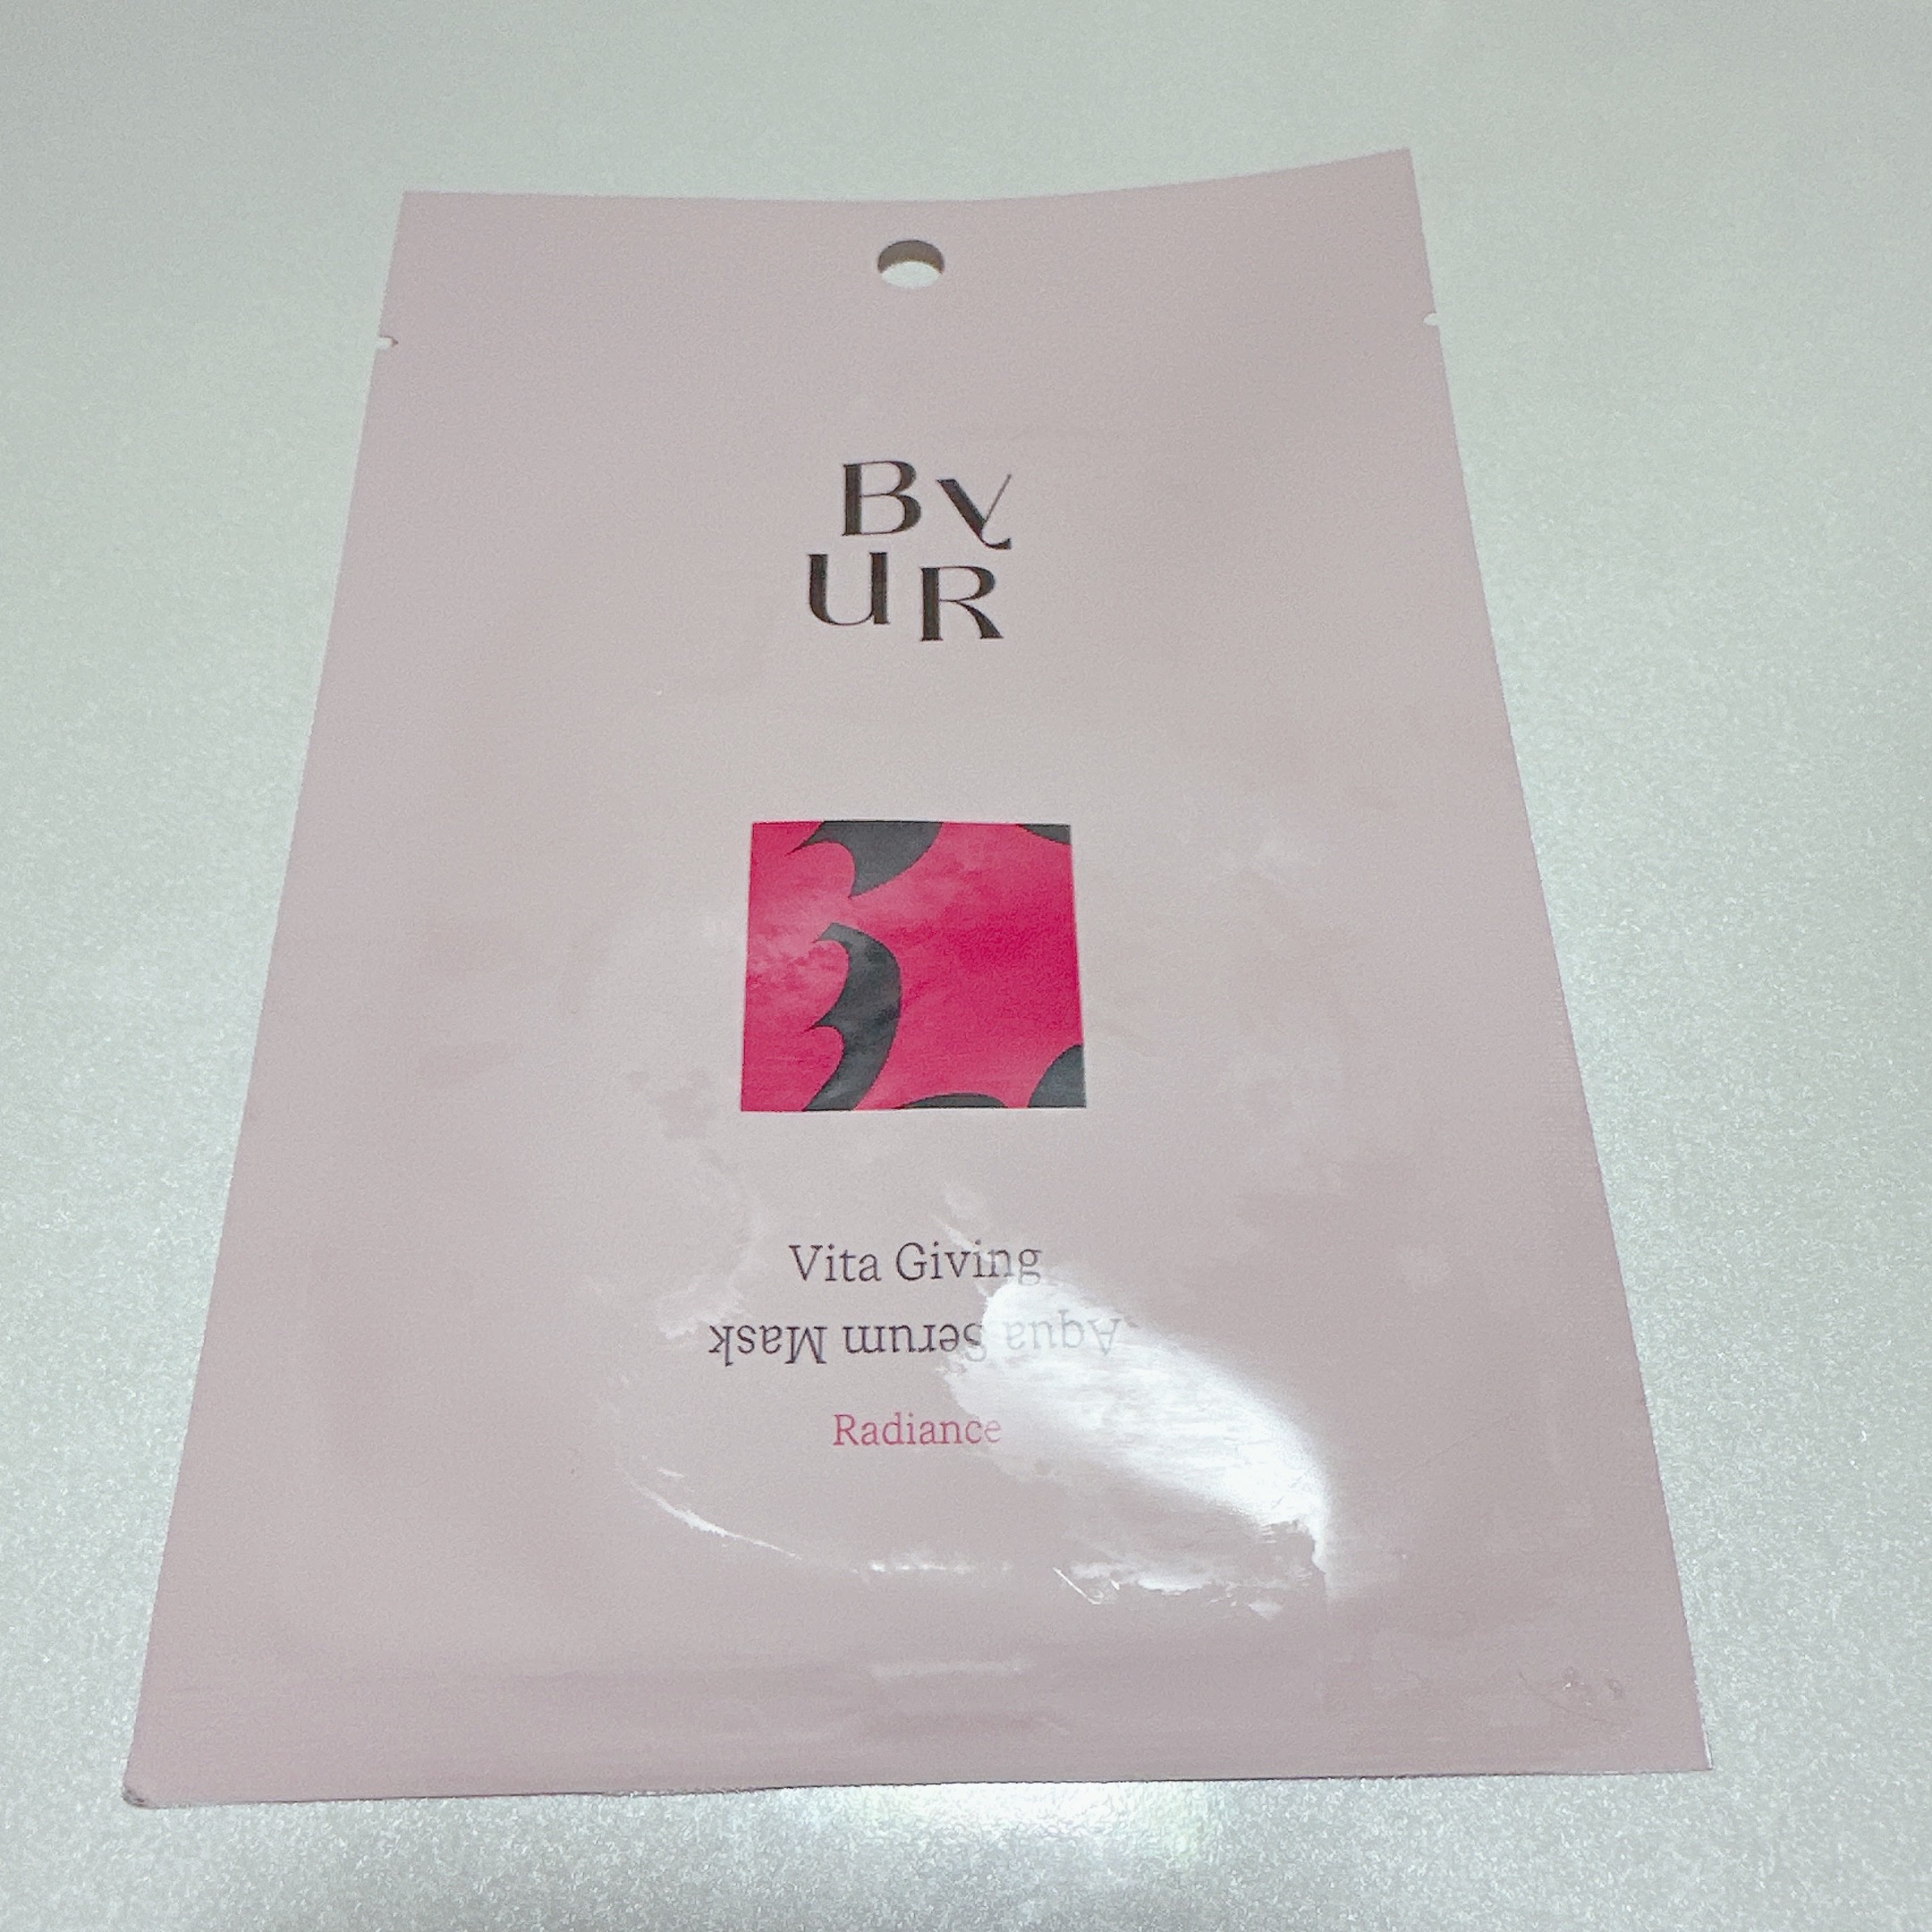 By
UR
Vita Giving
Aqua Serum Mask
Radiance